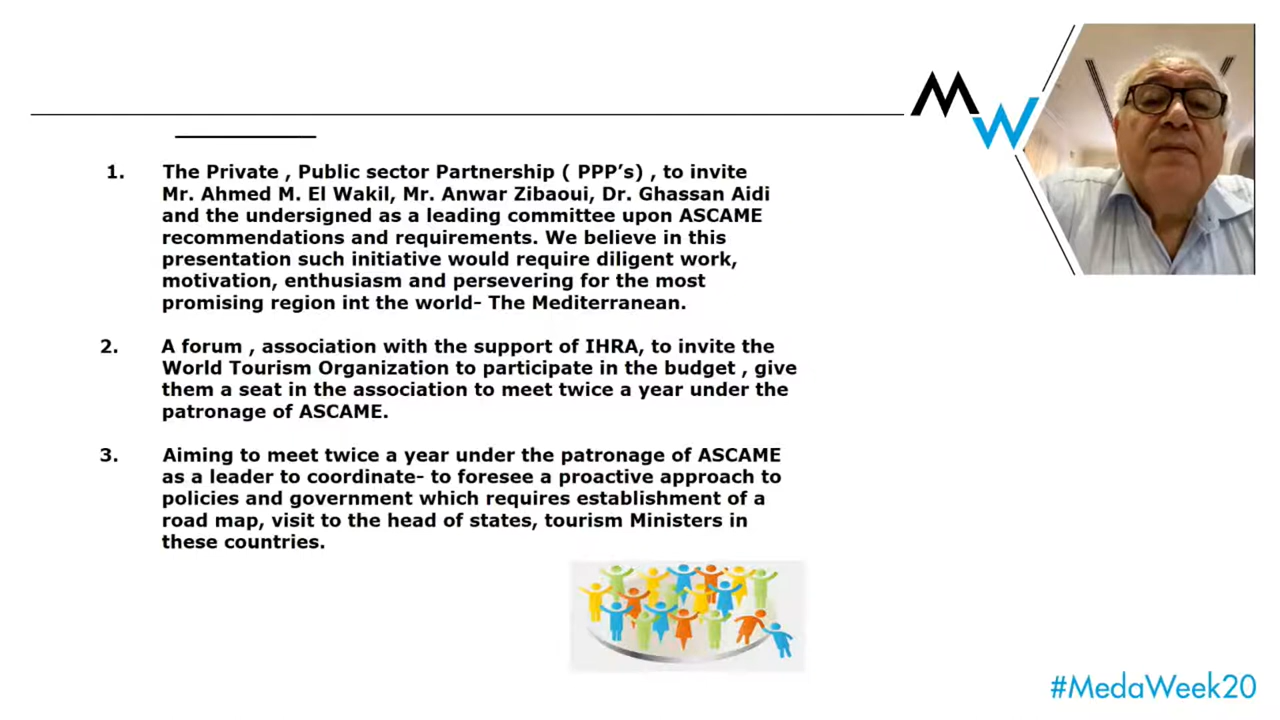 MW
1. The Private , Public sector Partnership ( PPP’s) , to invite
Mr. Ahmed M. El Wakil, Mr. Anwar Zibaoui, Dr. Ghassan Aidi
and the undersigned as a leading committee upon ASCAME
recommendations and requirements. We believe in this
presentation such initiative would require diligent work,
motivation, enthusiasm and persevering for the most
promising region int the world- The Mediterranean.
2. A forum , association with the support of IHRA, to invite the
World Tourism Organization to participate in the budget , give
them a seat in the association to meet twice a year under the
patronage of ASCAME.
3. Aiming to meet twice a year under the patronage of ASCAME
as a leader to coordinate- to foresee a proactive approach to
policies and government which requires establishment of a
road map, visit to the head of states, tourism Ministers in
these countries.
#MedaWeek20